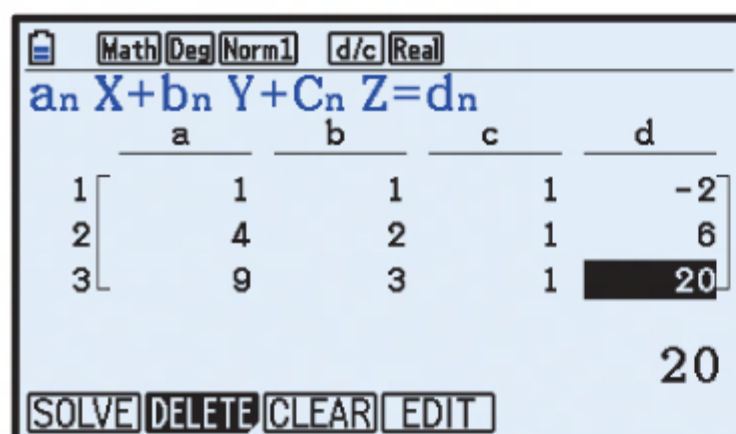 Math Deg Norm1 d/c Real
an X+bn Y+Cn Z=dn
a b c d
1 1 1 1 -2
2 4 2 1 6
3 9 3 1 20
20
SOLVE DELETE CLEAR EDIT